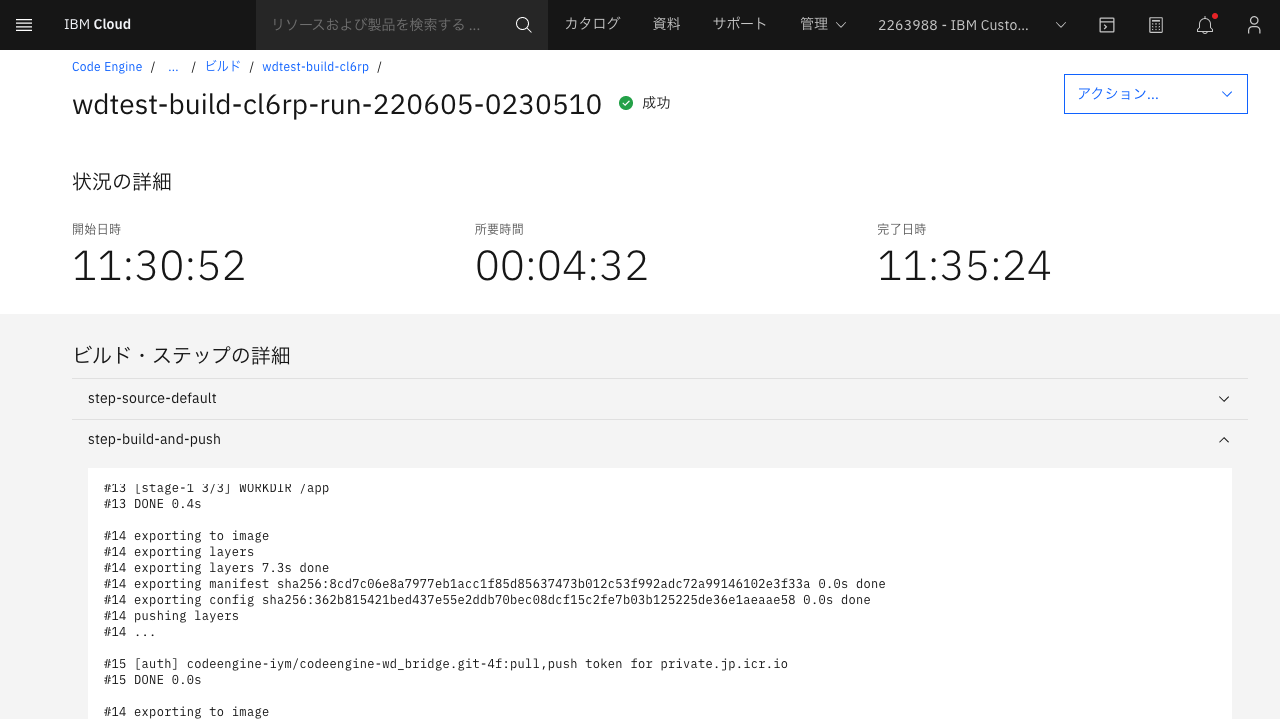 IBM Cloud
リソースおよび製品を検索する ...
カタログ
資料
サポート
管理
2263988 - IBM Custo...
Code Engine / ... / ビルド / wdtest-build-cl6rp /
wdtest-build-cl6rp-run-220605-0230510
成功
アクション...
状況の詳細
開始日時
11:30:52
所要時間
00:04:32
完了日時
11:35:24
ビルド・ステップの詳細
step-source-default
step-build-and-push
#13 [stage-1 3/3] WORKDIR /app
#13 DONE 0.4s
#14 exporting to image
#14 exporting layers
#14 exporting layers 7.3s done
#14 exporting manifest sha256:8cd7c06e8a7977eb1acc1f85d85637473b012c53f992adc72a99146102e3f33a 0.0s done
#14 exporting config sha256:362b815421bed437e55e2ddb70bec08dcf15c2fe7b03b125225de36e1aeaae58 0.0s done
#14 pushing layers
#14 ...
#15 [auth] codeengine-iym/codeengine-wd_bridge.git-4f:pull,push token for private.jp.icr.io
#15 DONE 0.0s
#14 exporting to image